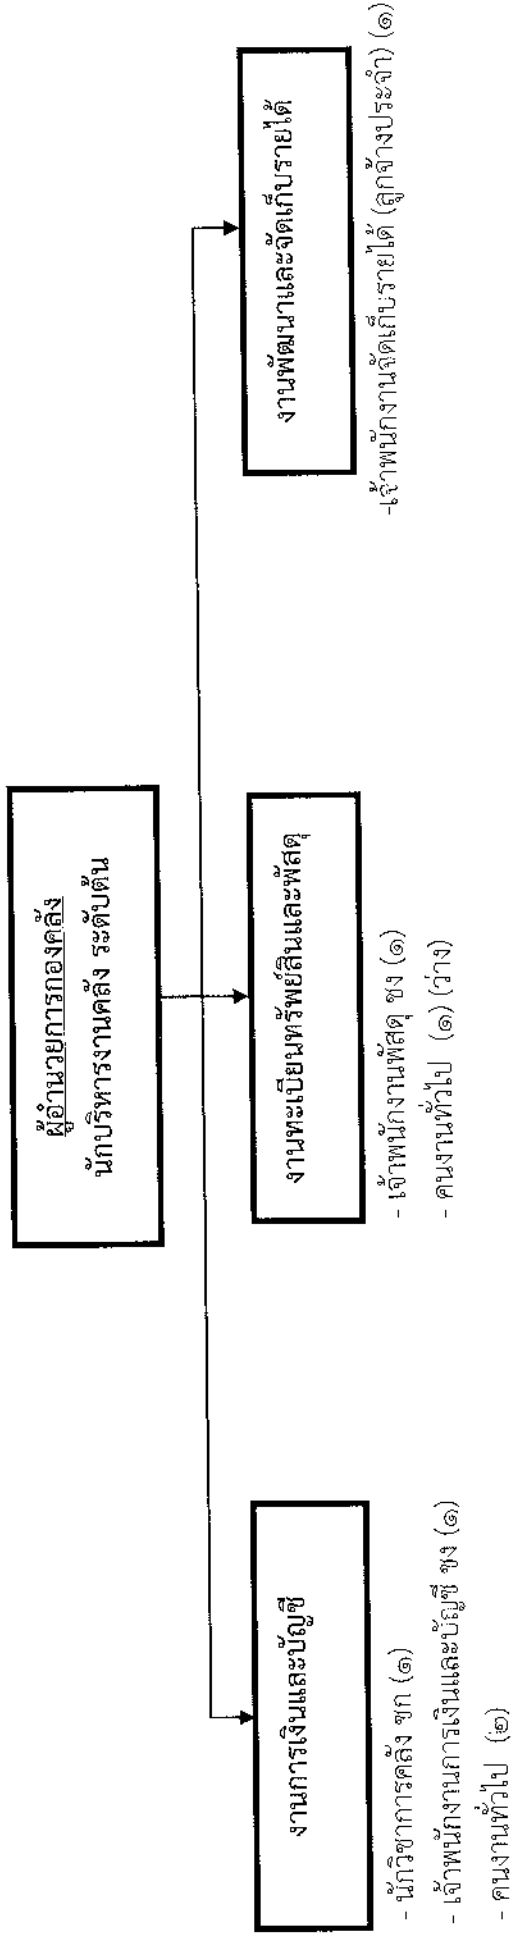 ผู้อำนวยการกองคลัง
นักบริหารงานคลัง ระดับต้น
งานการเงินและบัญชี
- นักวิชาการคลัง ชก (๑)
- เจ้าพนักงานการเงินและบัญชี ชง (๑)
- คนงานทั่วไป (๒)
งานทะเบียนทรัพย์สินและพัสดุ
- เจ้าพนักงานพัสดุ ชง (๑)
- คนงานทั่วไป (๑) (ว่าง)
งานพัฒนาและจัดเก็บรายได้
-เจ้าพนักงานจัดเก็บรายได้ (ลูกจ้างประจำ) (๑)